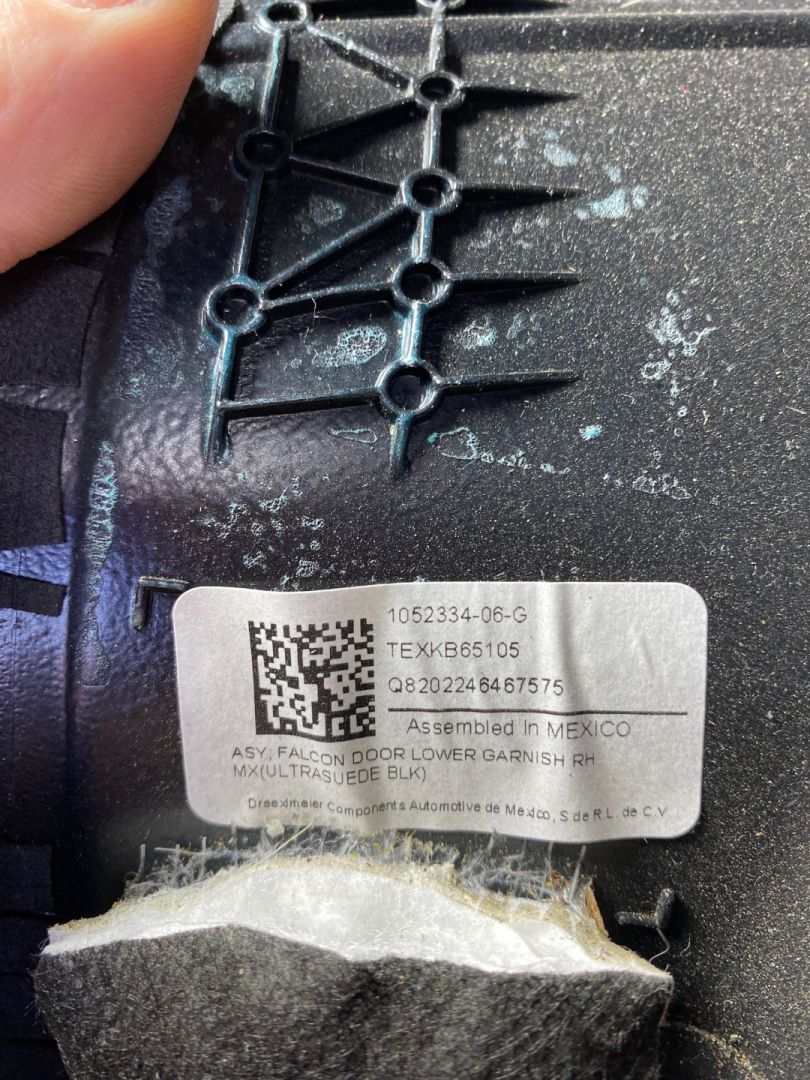 1052334-06-G
TEXKB65105
Q8202246467575
Assembled In MEXICO
ASY., FALCON DOOR LOWER GARNISH RH
MX(ULTRASUEDE BLK)
Draexlmaier Components Automotive de Mexico, S de R.L. de C.V.